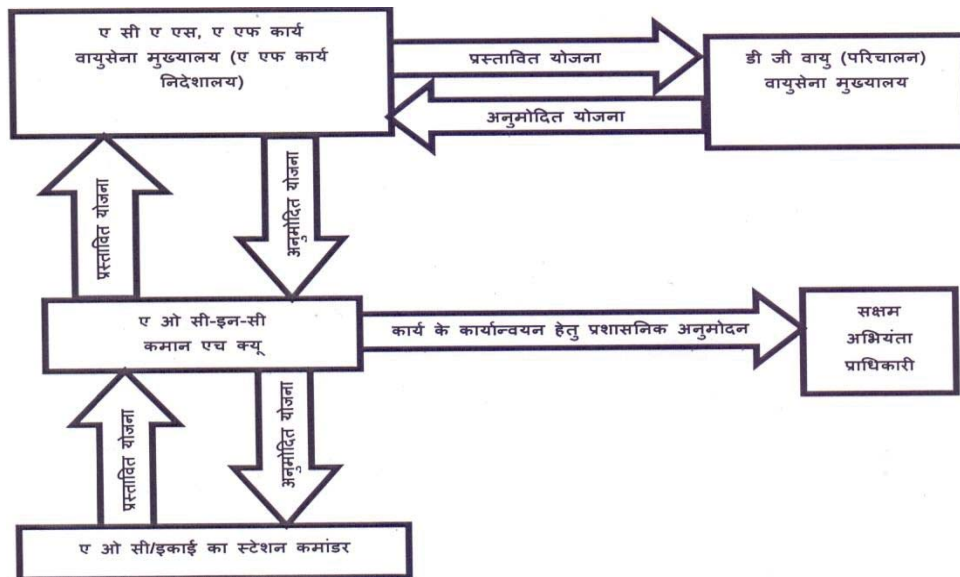 ए सी ए एस, ए एफ कार्य
वायुसेना मुख्यालय (ए एफ कार्य
निदेशालय)
प्रस्तावित योजना
डी जी वायु (परिचालन)
वायुसेना मुख्यालय
अनुमोदित योजना
प्रस्तावित योजना
अनुमोदित योजना
ए ओ सी-इन-सी
कमान एच क्यू
कार्य के कार्यान्वयन हेतु प्रशासनिक अनुमोदन
सक्षम
अभियंता
प्राधिकारी
प्रस्तावित योजना
अनुमोदित योजना
ए ओ सी/इकाई का स्टेशन कमांडर